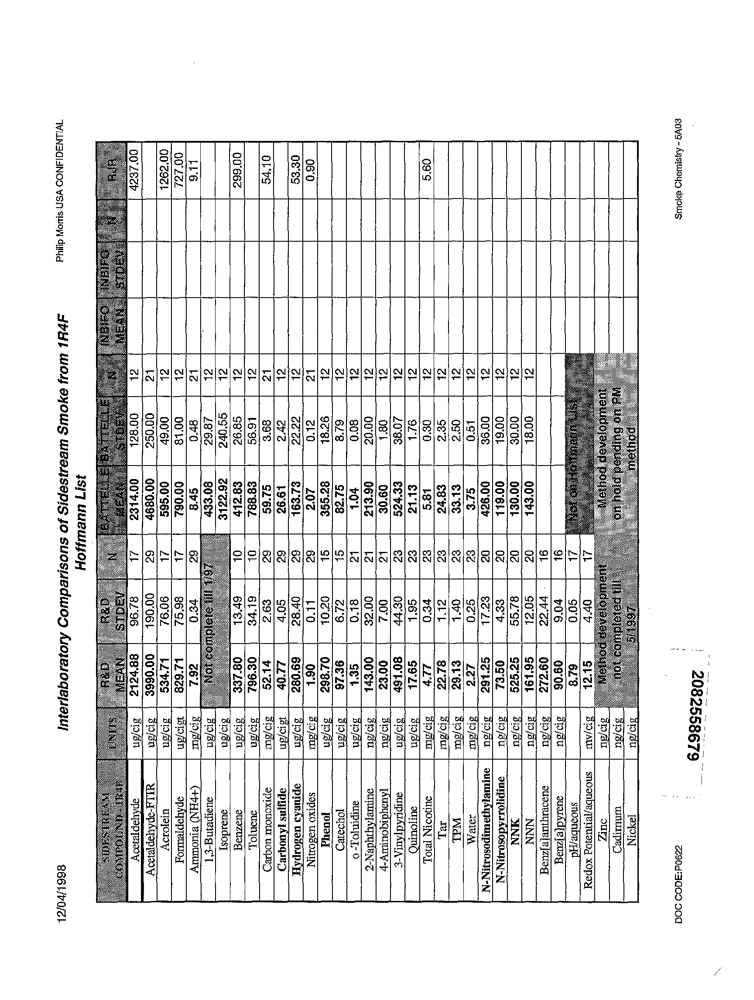 12/04/1998 Philip Morris USA CONFIDENTIAL
Interlaboratory Comparisons of Sidestream Smoke from 1R4F
Hoffmann List
SIDESTREAM COMPOUND - 1R4F UNITS R&D MEAN R&D STDEV N BATTELLE MEAN BATTELLE STDEV N INBIFO MEAN INBIFO STDEV N RJR
Acetaldehyde ug/cig 2124.88 96.78 17 2314.00 128.00 12 4237.00
Acetaldehyde-FTIR ug/cig 3990.00 190.00 29 4680.00 250.00 21
Acrolein ug/cig 534.71 76.06 17 595.00 49.00 12 1262.00
Formaldehyde ug/cigt 829.71 75.98 17 790.00 81.00 12 727.00
Ammonia (NH4+) mg/cig 7.92 0.34 29 8.45 0.48 21 9.11
1,3-Butadiene ug/cig Not complete till 1/97 433.08 29.87 12
Isoprene ug/cig 3122.92 240.55 12
Benzene ug/cig 337.80 13.49 10 412.83 26.85 12 299.00
Toluene ug/cig 796.30 34.19 10 788.83 56.91 12
Carbon monoxide mg/cig 52.14 2.63 29 59.75 3.68 21 54.10
Carbonyl sulfide ug/cigt 40.77 4.05 29 26.61 2.42 12
Hydrogen cyanide ug/cig 280.69 28.40 29 163.73 22.22 12 53.30
Nitrogen oxides mg/cig 1.90 0.11 29 2.07 0.12 21 0.90
Phenol ug/cig 298.70 10.20 15 355.28 18.26 12
Catechol ug/cig 97.36 6.72 15 82.75 8.79 12
o-Toluidine ug/cig 1.35 0.18 21 1.04 0.08 12
2-Naphthylamine ng/cig 143.00 32.00 21 213.90 20.00 12
4-Aminobiphenyl ng/cig 23.00 7.00 21 30.60 1.80 12
3-Vinylpyridine ug/cig 491.08 44.30 23 524.33 38.07 12
Quinoline ug/cig 17.65 1.95 23 21.13 1.76 12
Total Nicotine mg/cig 4.77 0.34 23 5.81 0.30 12 5.60
Tar mg/cig 22.78 1.12 23 24.83 2.35 12
TPM mg/cig 29.13 1.40 23 33.13 2.50 12
Water mg/cig 2.27 0.25 23 3.75 0.51 12
N-Nitrosodimethylamine ng/cig 291.25 17.23 20 426.00 36.00 12
N-Nitrosopyrrolidine ng/cig 73.50 4.33 20 119.00 19.00 12
NNK ng/cig 525.25 55.78 20 130.00 30.00 12
NNN ng/cig 161.95 12.05 20 143.00 18.00 12
Benz[a]anthracene ng/cig 272.60 22.44 16
Benz[a]pyrene ng/cig 90.60 9.04 16
pH/aqueous 8.79 0.05 17 Not on Hoffmann List
Redox Potential/aqueous mv/cig 12.15 4.40 17
Zinc ng/cig Method development Method development
Cadmium ng/cig not completed till on hold pending on PM
Nickel ng/cig 5/1997 method
2082558679
DOC CODE:P0622 Smoke Chemistry - 5A03